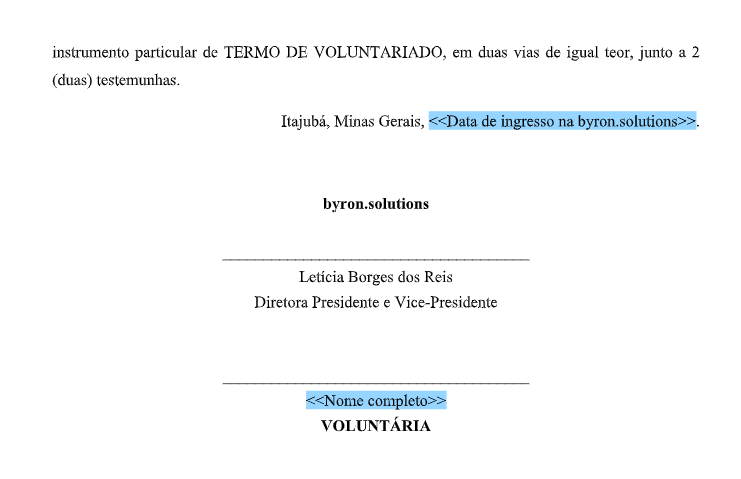 instrumento particular de TERMO DE VOLUNTARIADO, em duas vias de igual teor, junto a 2
(duas) testemunhas.
Itajubá, Minas Gerais, <<Data de ingresso na byron.solutions>>.
byron.solutions
Letícia Borges dos Reis
Diretora Presidente e Vice-Presidente
<<Nome completo>>
VOLUNTÁRIA